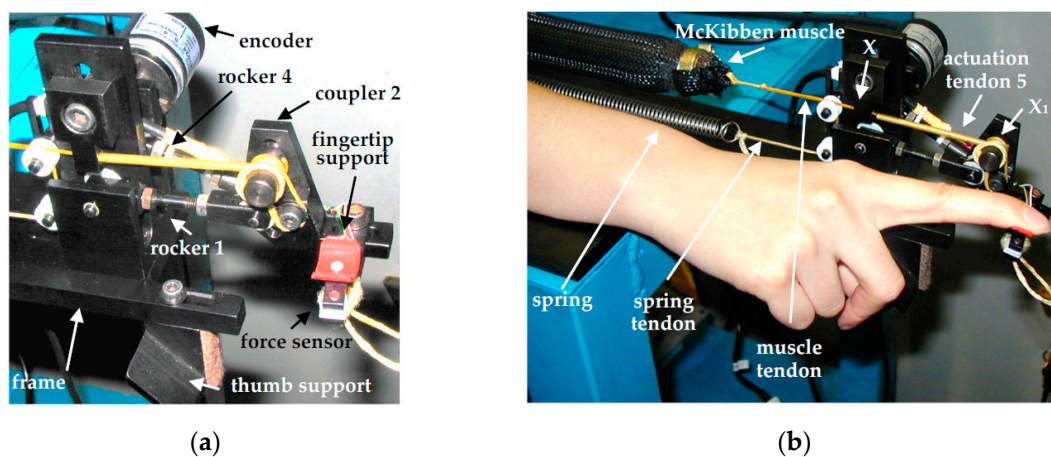 encoder
rocker 4
coupler 2
fingertip
support
rocker 1
force sensor
frame
thumb support
(a)
McKibben muscle
X
actuation
tendon 5
X1
spring
spring
tendon
muscle
tendon
(b)